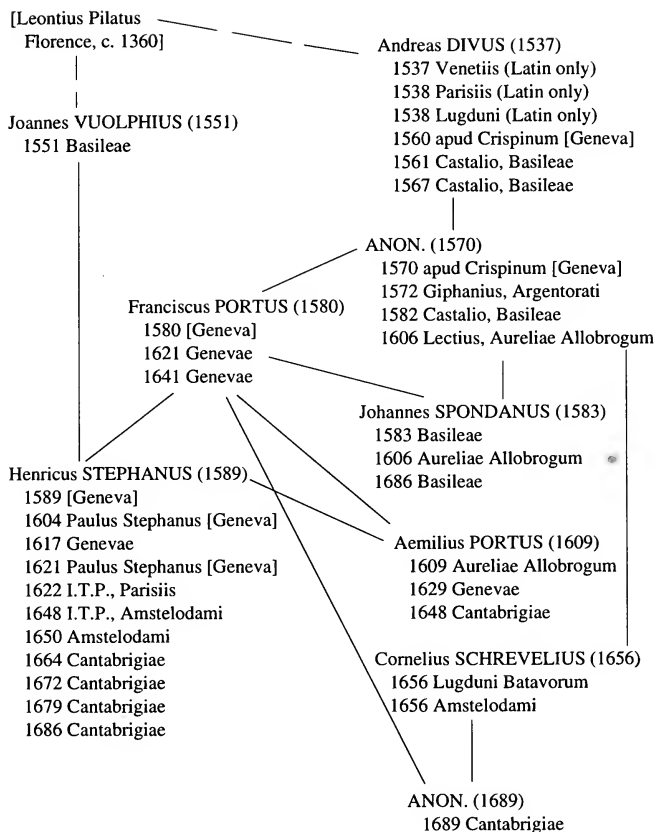 [Leontius Pilatus
Florence, c. 1360]
Andreas DIVUS (1537)
1537 Venetiis (Latin only)
1538 Parisiis (Latin only)
1538 Lugduni (Latin only)
1560 apud Crispinum [Geneva]
1561 Castalio, Basileae
1567 Castalio, Basileae
Joannes VUOLPHIUS (1551)
1551 Basileae
ANON. (1570)
1570 apud Crispinum [Geneva]
1572 Giphanius, Argentorati
1582 Castalio, Basileae
1606 Lectius, Aureliae Allobrogum
Franciscus PORTUS (1580)
1580 [Geneva]
1621 Genevae
1641 Genevae
Johannes SPONDANUS (1583)
1583 Basileae
1606 Aureliae Allobrogum
1686 Basileae
Henricus STEPHANUS (1589)
1589 [Geneva]
1604 Paulus Stephanus [Geneva]
1617 Genevae
1621 Paulus Stephanus [Geneva]
1622 I.T.P., Parisiis
1648 I.T.P., Amstelodami
1650 Amstelodami
1664 Cantabrigiae
1672 Cantabrigiae
1679 Cantabrigiae
1686 Cantabrigiae
Aemilius PORTUS (1609)
1609 Aureliae Allobrogum
1629 Genevae
1648 Cantabrigiae
Cornelius SCHREVELIUS (1656)
1656 Lugduni Batavorum
1656 Amstelodami
ANON. (1689)
1689 Cantabrigiae